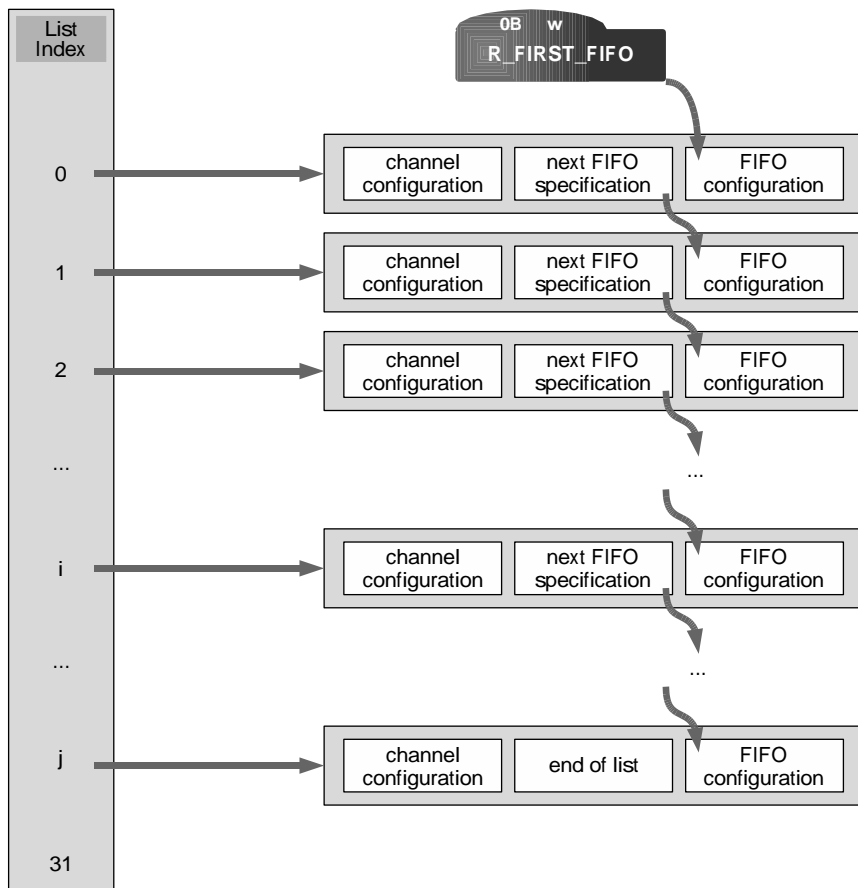 List
Index
0B w
R_FIRST_FIFO
0
channel
configuration
next FIFO
specification
FIFO
configuration
1
channel
configuration
next FIFO
specification
FIFO
configuration
2
channel
configuration
next FIFO
specification
FIFO
configuration
...
...
i
channel
configuration
next FIFO
specification
FIFO
configuration
...
...
j
channel
configuration
end of list
FIFO
configuration
31